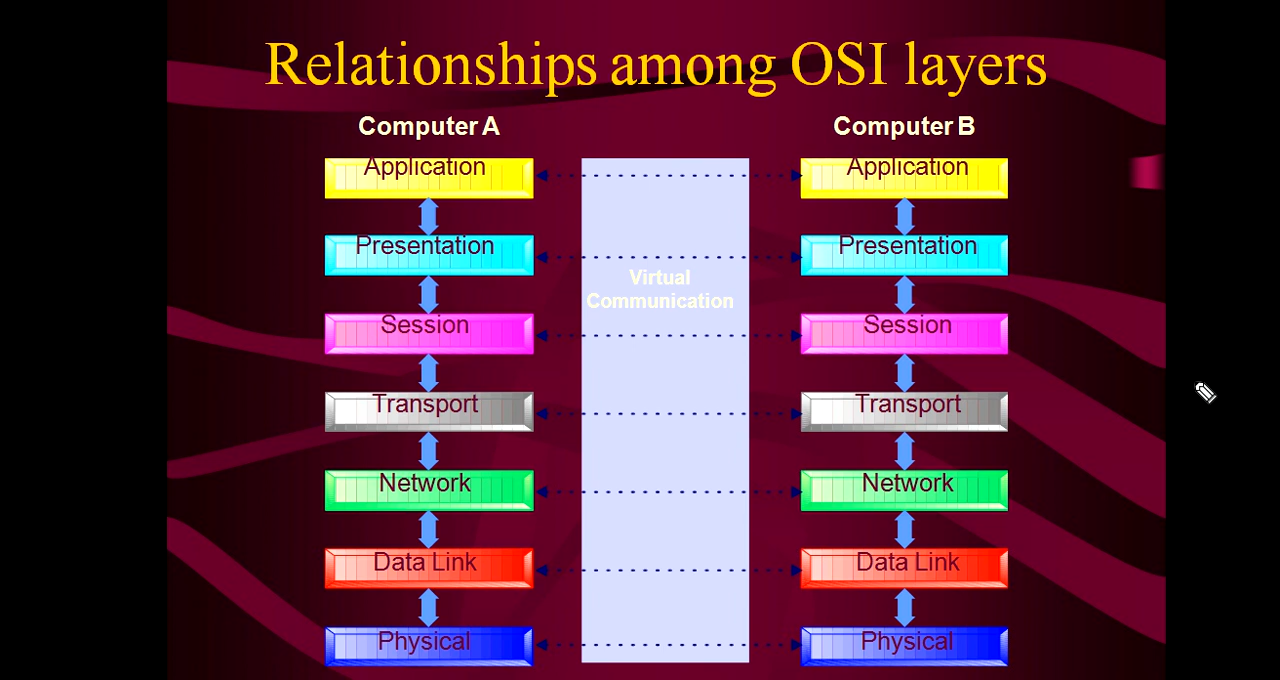 Relationships among OSI layers
Computer A
Computer B
Application
Application
Presentation
Presentation
Virtual
Communication
Session
Session
Transport
Transport
Network
Network
Data Link
Data Link
Physical
Physical